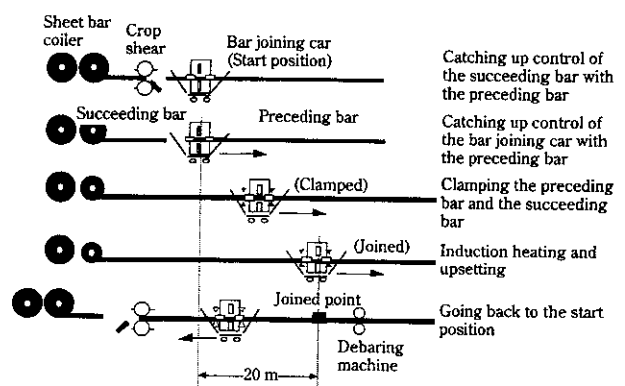 Sheet bar
coiler
Crop
shear
Bar joining car
(Start position)
Catching up control of
the succeeding bar with
the preceding bar
Succeeding bar
Preceding bar
Catching up control of
the bar joining car with
the preceding bar
(Clamped)
Clamping the preceding
bar and the succeeding
bar
(Joined)
Induction heating and
upsetting
Joined point
Going back to the start
position
Debaring
machine
20 m